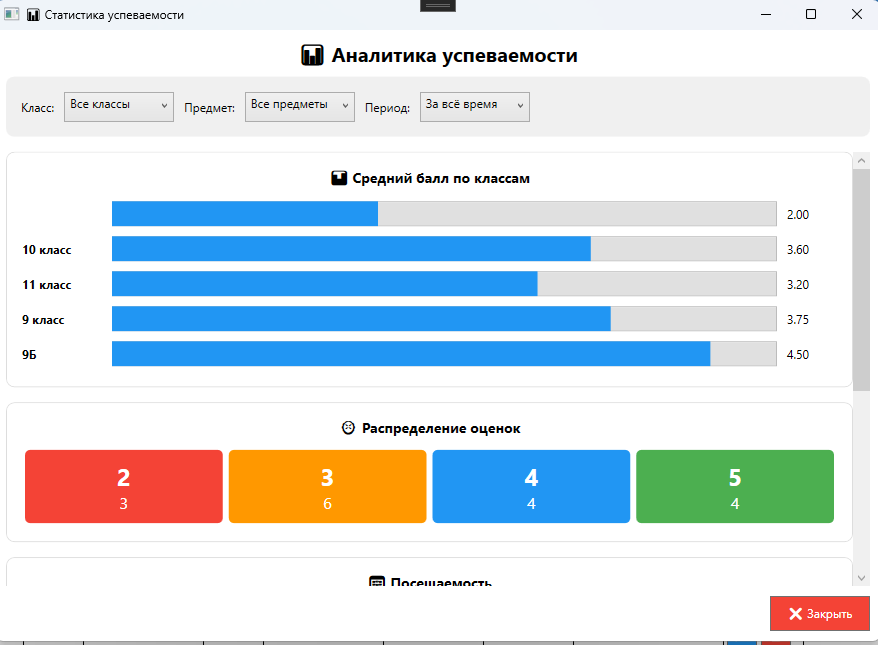 Статистика успеваемости
Аналитика успеваемости
Класс: Все классы Предмет: Все предметы Период: За всё время
Средний балл по классам
2.00
10 класс 3.60
11 класс 3.20
9 класс 3.75
9Б 4.50
Распределение оценок
2 3 4 5
3 6 4 4
Посещаемость
Закрыть